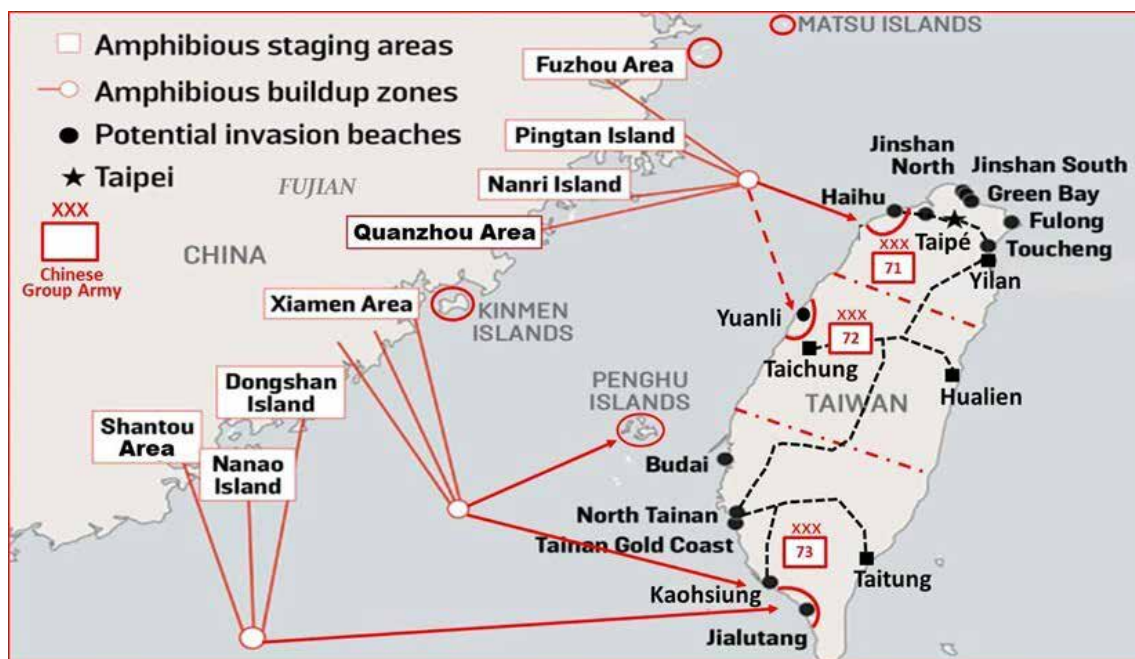 Amphibious staging areas
Amphibious buildup zones
Potential invasion beaches
Taipei
XXX
Chinese
Group Army
MATSU ISLANDS
Fuzhou Area
Pingtan Island
Nanri Island
Quanzhou Area
FUJIAN
CHINA
Xiamen Area
KINMEN
ISLANDS
Dongshan
Island
Shantou
Area
Nanao
Island
PENGHU
ISLANDS
Jinshan
North
Jinshan South
Green Bay
Haihu
Fulong
Taipé
Toucheng
XXX
71
Yilan
Yuanli
XXX
72
Taichung
Hualien
TAIWAN
Budai
North Tainan
Tainan Gold Coast
XXX
73
Taitung
Kaohsiung
Jialutang